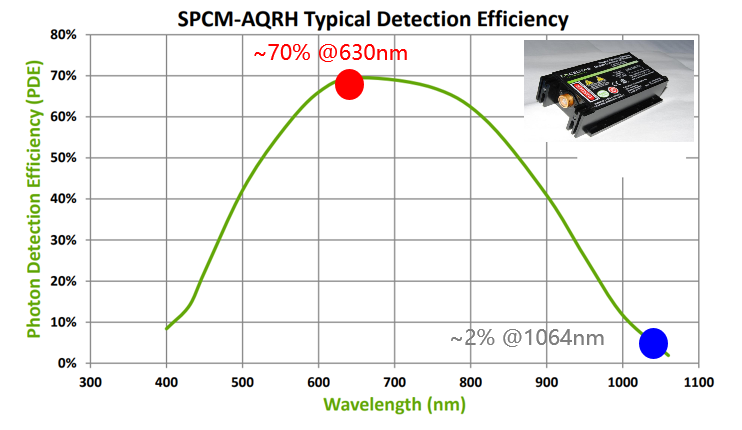 SPCM-AQRH Typical Detection Efficiency
~70% @630nm
80%
70%
60%
50%
40%
30%
20%
10%
0%
Photon Detection Efficiency (PDE)
~2% @1064nm
300 400 500 600 700 800 900 1000 1100
Wavelength (nm)